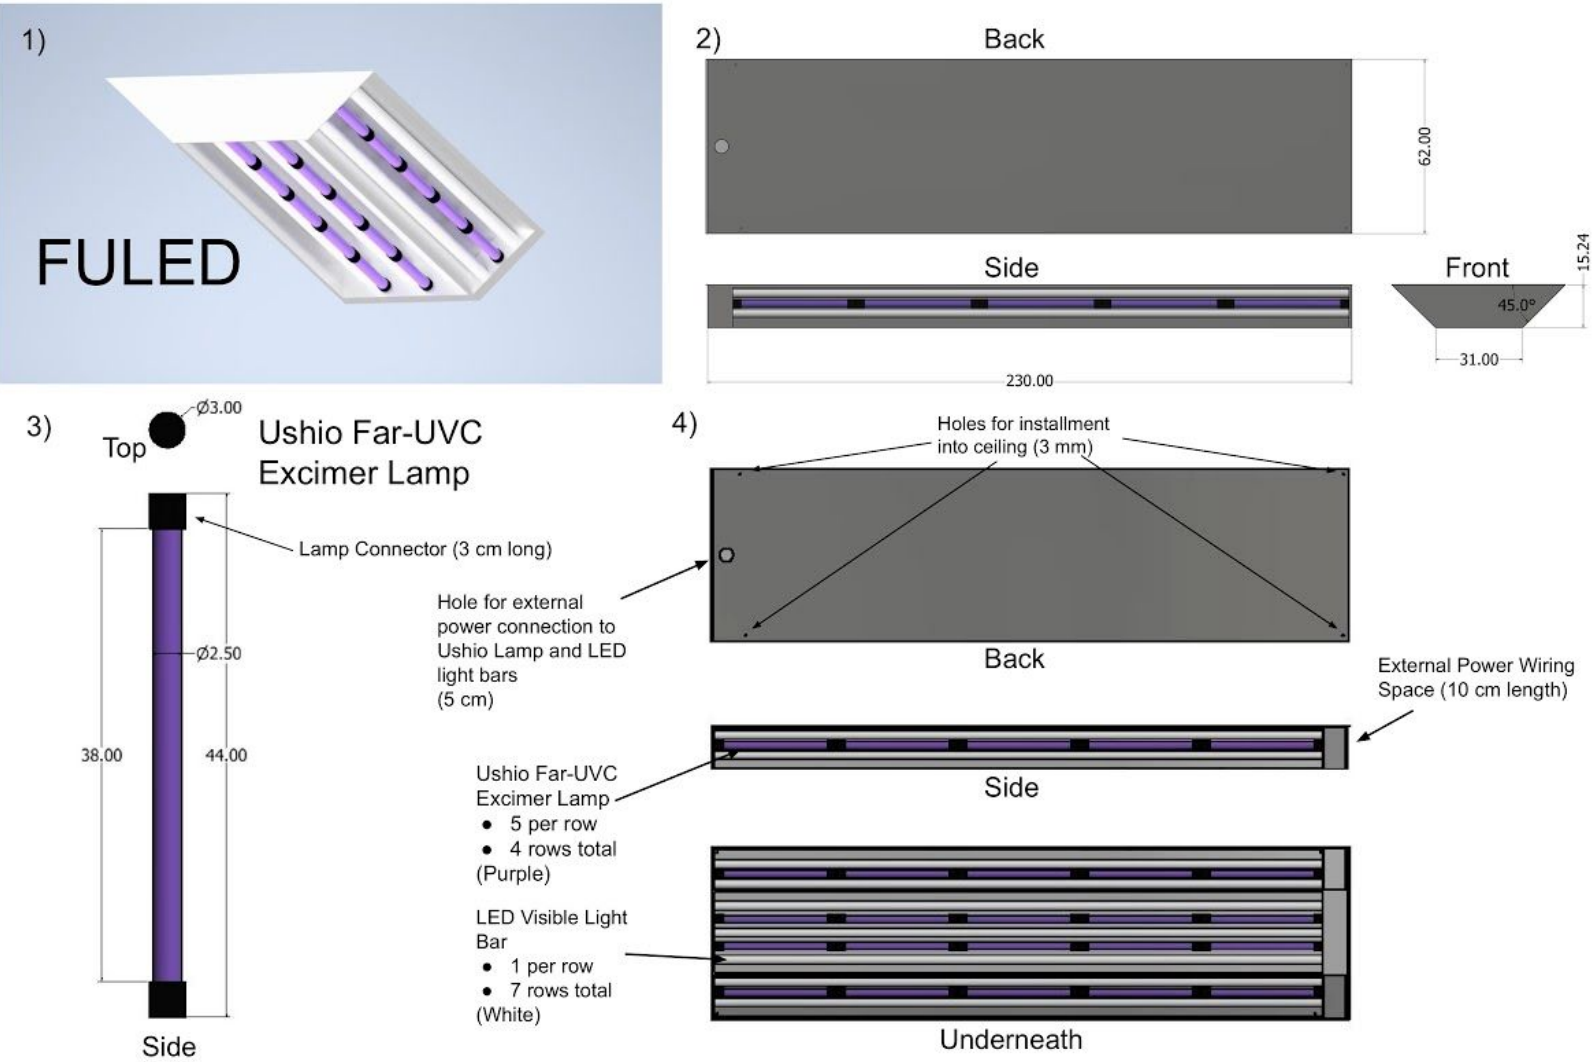 1)
FULED
2)
Back
62.00
Side
Front
15.24
45.0°
31.00
230.00
3)
Top
Ø3.00
Ushio Far-UVC
Excimer Lamp
Lamp Connector (3 cm long)
Ø2.50
38.00
44.00
Side
4)
Holes for installment
into ceiling (3 mm)
Hole for external
power connection to
Ushio Lamp and LED
light bars
(5 cm)
Back
External Power Wiring
Space (10 cm length)
Side
Ushio Far-UVC
Excimer Lamp
● 5 per row
● 4 rows total
(Purple)
LED Visible Light
Bar
● 1 per row
● 7 rows total
(White)
Underneath